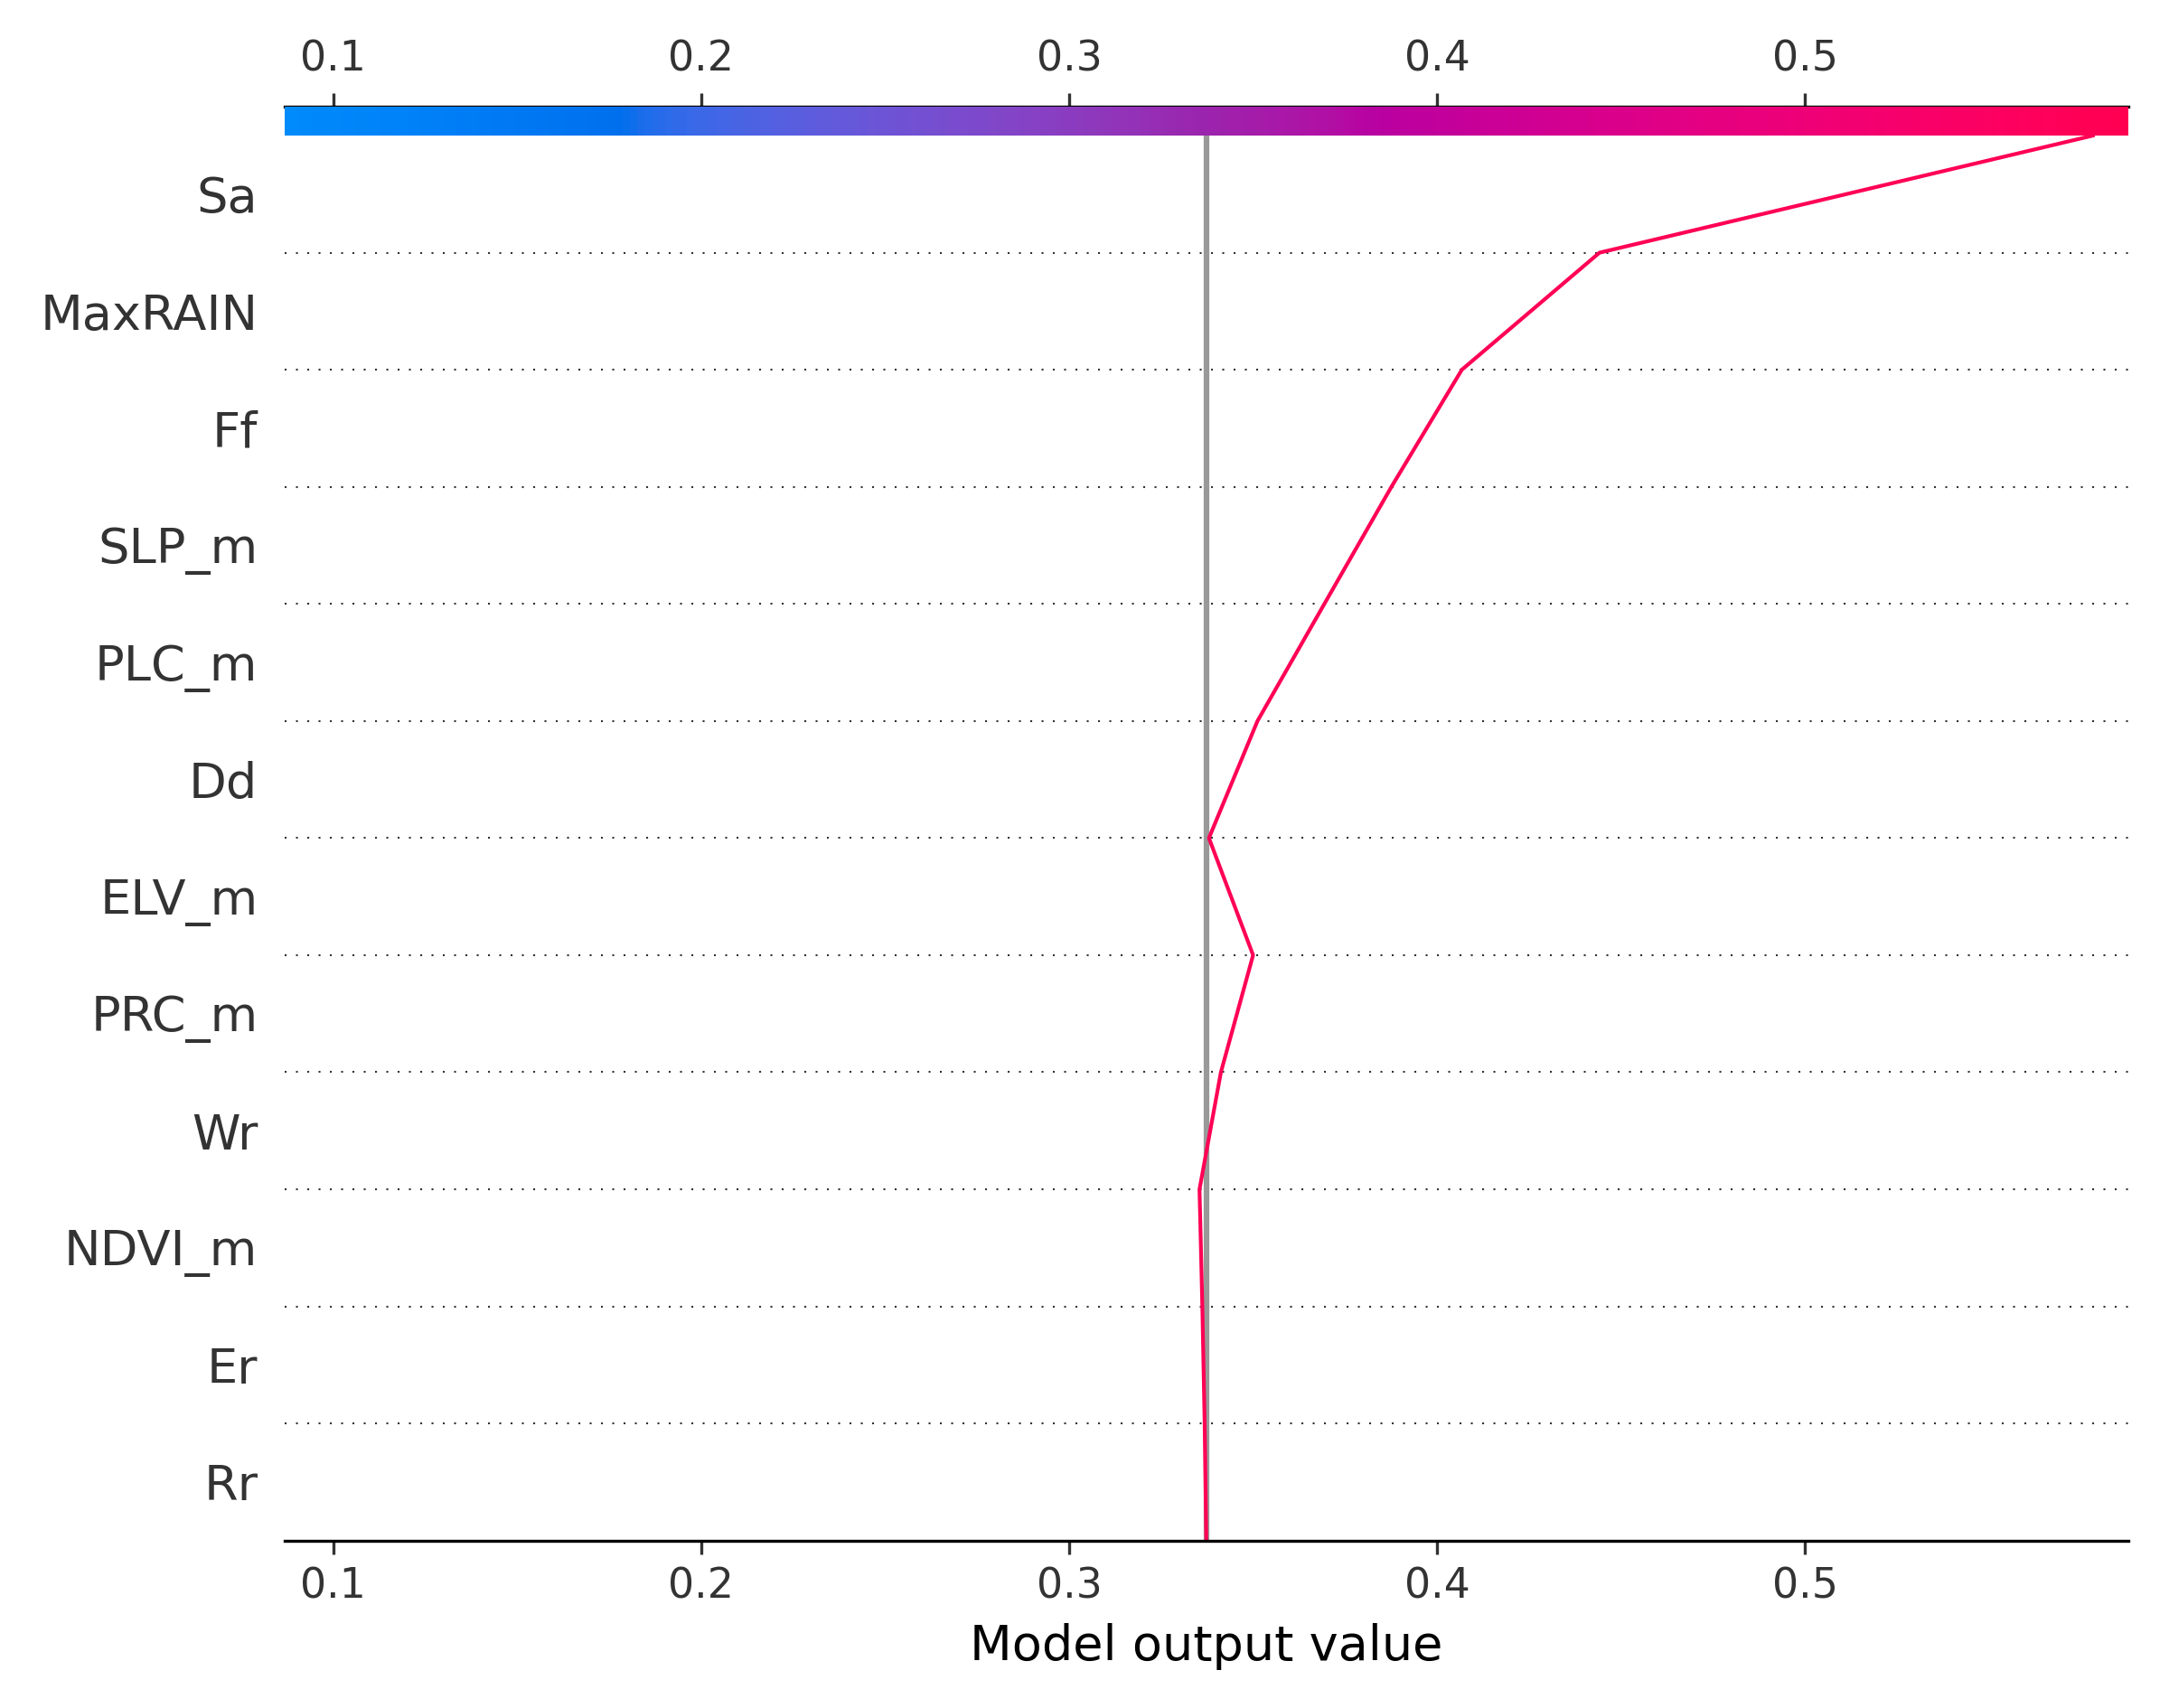 0.1 0.2 0.3 0.4 0.5
Sa
MaxRAIN
Ff
SLP_m
PLC_m
Dd
ELV_m
PRC_m
Wr
NDVI_m
Er
Rr
0.1 0.2 0.3 0.4 0.5
Model output value